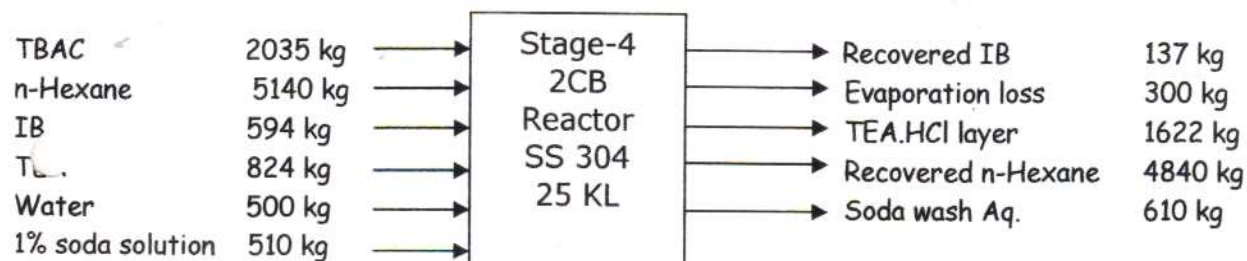 TBAC 2035 kg
n-Hexane 5140 kg
IB 594 kg
824 kg
Water 500 kg
1% soda solution 510 kg
Stage-4
2CB
Reactor
SS 304
25 KL
Recovered IB 137 kg
Evaporation loss 300 kg
TEA.HCl layer 1622 kg
Recovered n-Hexane 4840 kg
Soda wash Aq. 610 kg